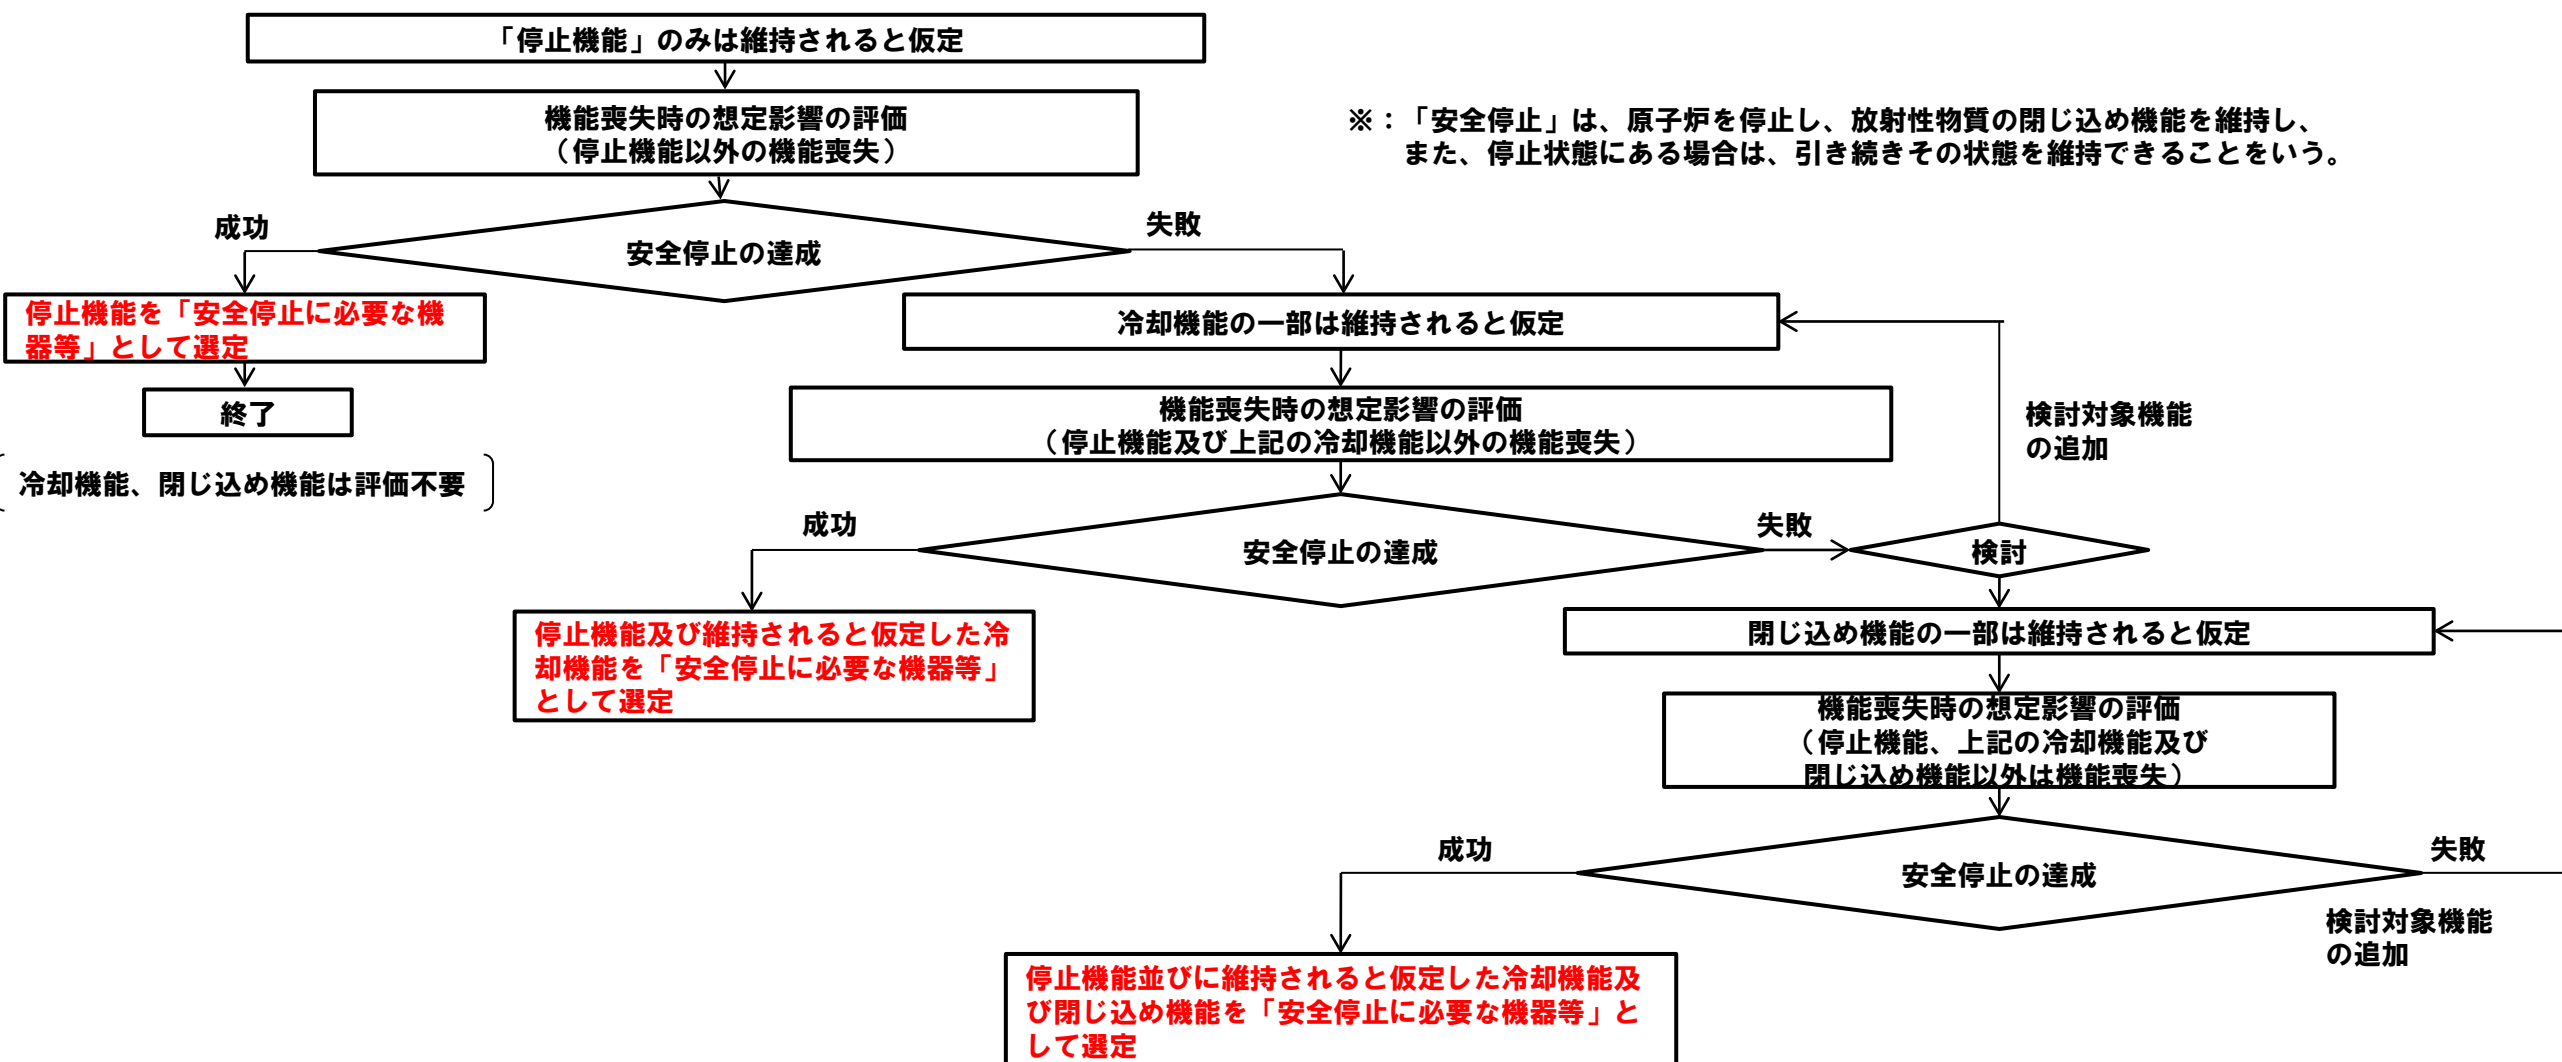 「停止機能」のみは維持されると仮定
機能喪失時の想定影響の評価
（停止機能以外の機能喪失）
※：「安全停止」は、原子炉を停止し、放射性物質の閉じ込め機能を維持し、
また、停止状態にある場合は、引き続きその状態を維持できることをいう。
成功
安全停止の達成
失敗
停止機能を「安全停止に必要な機
器等」として選定
終了
冷却機能、閉じ込め機能は評価不要
冷却機能の一部は維持されると仮定
機能喪失時の想定影響の評価
（停止機能及び上記の冷却機能以外の機能喪失）
検討対象機能
の追加
成功
安全停止の達成
失敗
検討
停止機能及び維持されると仮定した冷
却機能を「安全停止に必要な機器等」
として選定
閉じ込め機能の一部は維持されると仮定
機能喪失時の想定影響の評価
（停止機能、上記の冷却機能及び
閉じ込め機能以外は機能喪失）
成功
安全停止の達成
失敗
検討対象機能
の追加
停止機能並びに維持されると仮定した冷却機能及
び閉じ込め機能を「安全停止に必要な機器等」と
して選定